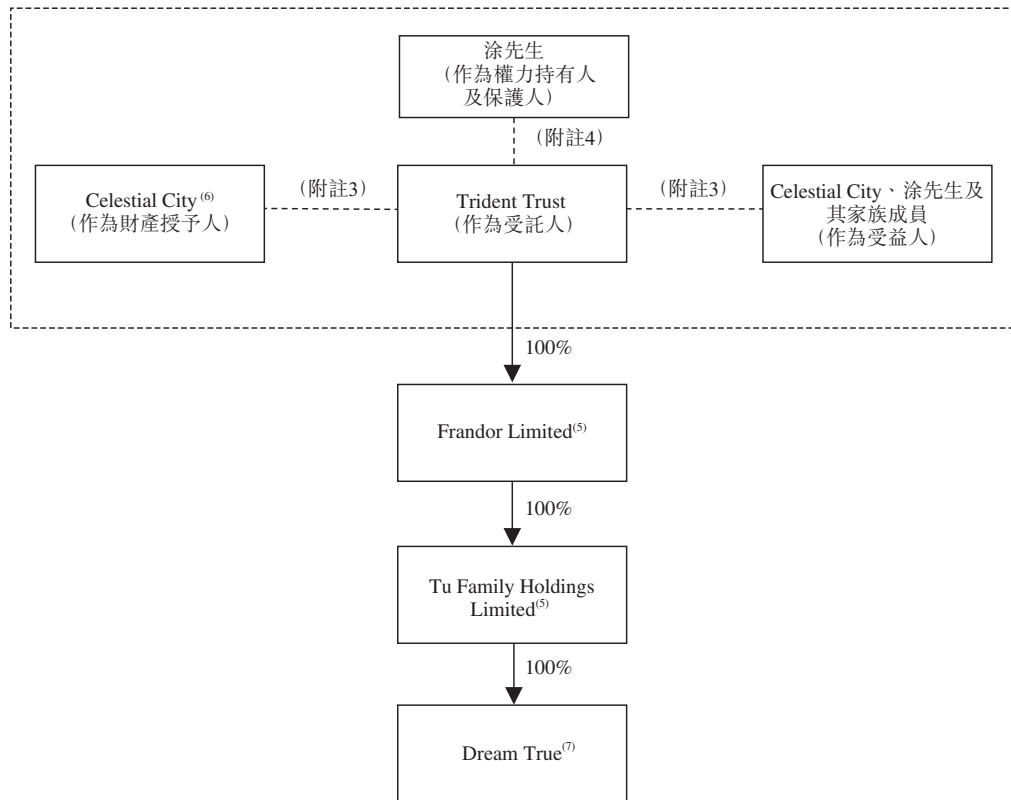 涂先生
(作為權力持有人
及保護人)
(附註4)
Celestial City (6)
(作為財產授予人)
(附註3)
Trident Trust
(作為受託人)
(附註3)
Celestial City、涂先生及
其家族成員
(作為受益人)
100%
Frandor Limited(5)
100%
Tu Family Holdings
Limited(5)
100%
Dream True(7)